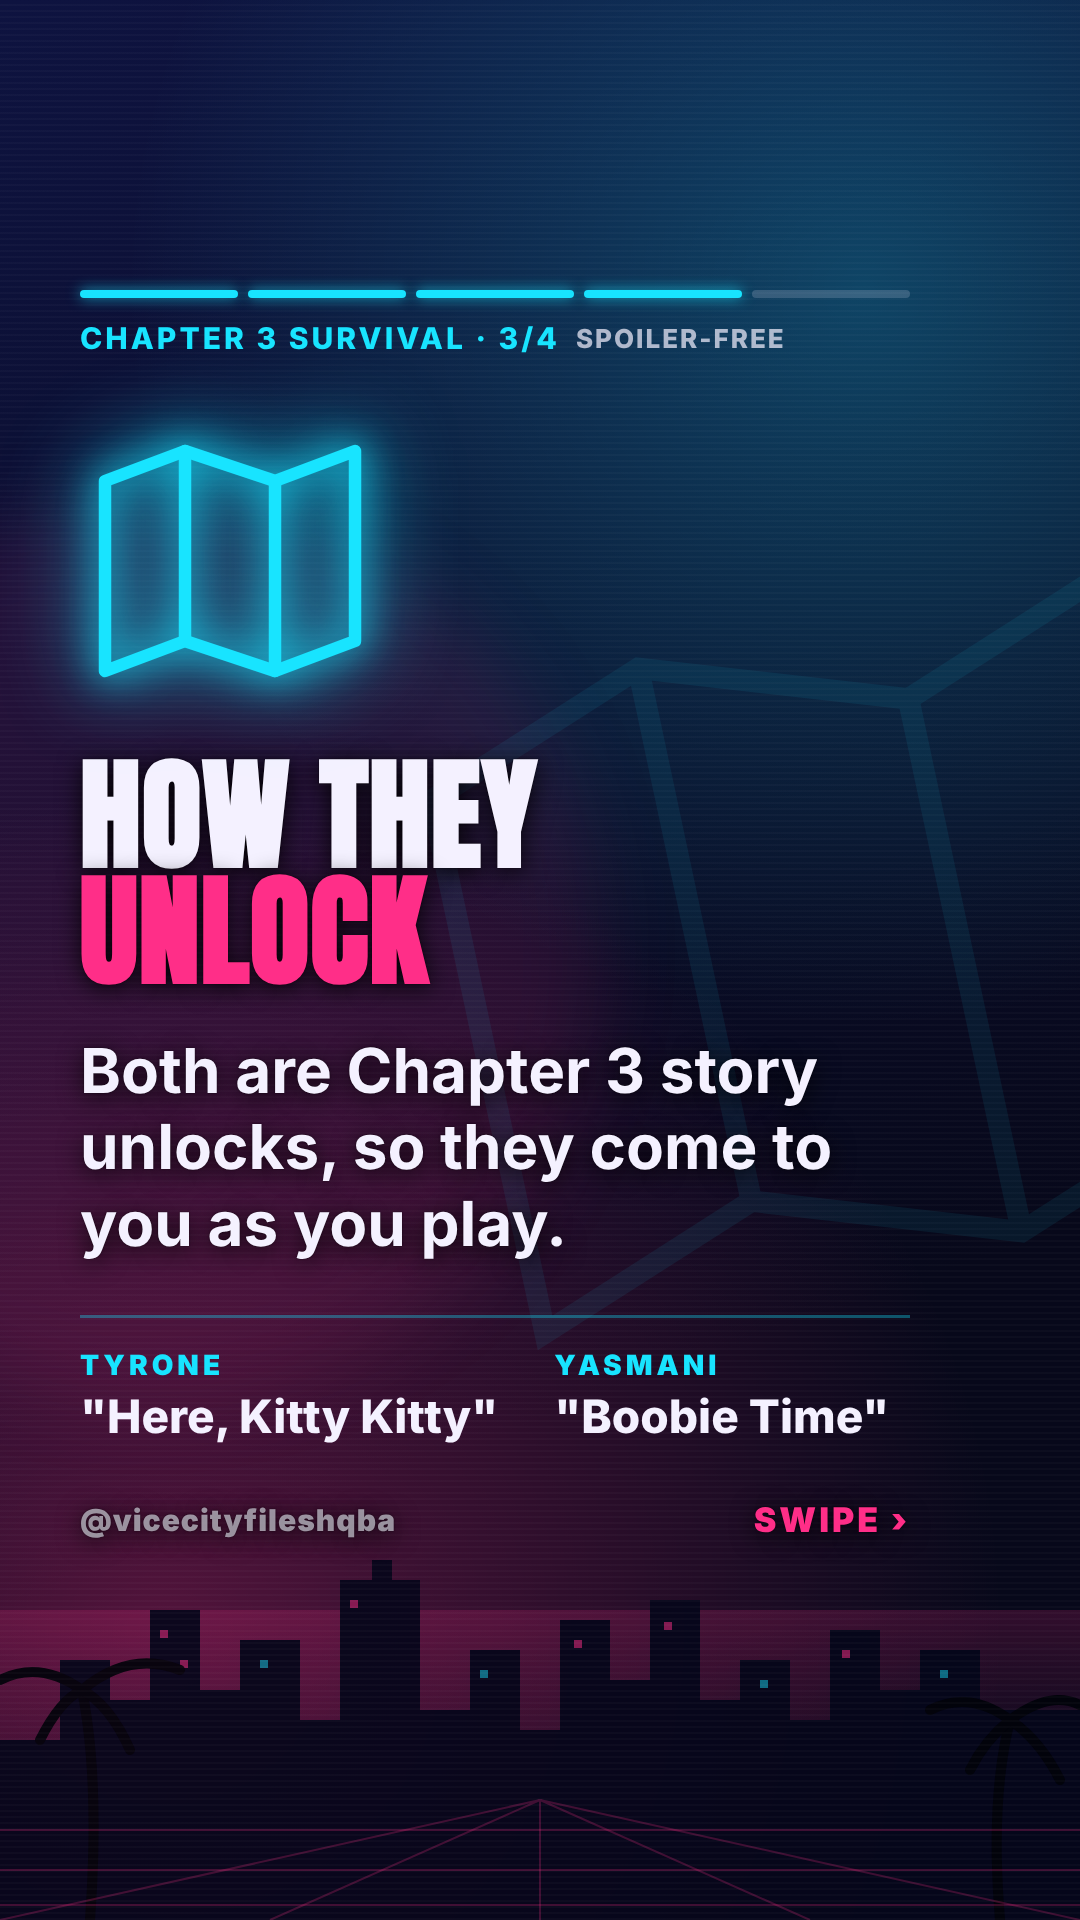 CHAPTER 3 SURVIVAL · 3/4 SPOILER-FREE
HOW THEY
UNLOCK
Both are Chapter 3 story
unlocks, so they come to
you as you play.
TYRONE
"Here, Kitty Kitty"
YASMANI
"Boobie Time"
@vicecityfileshqba
SWIPE ›